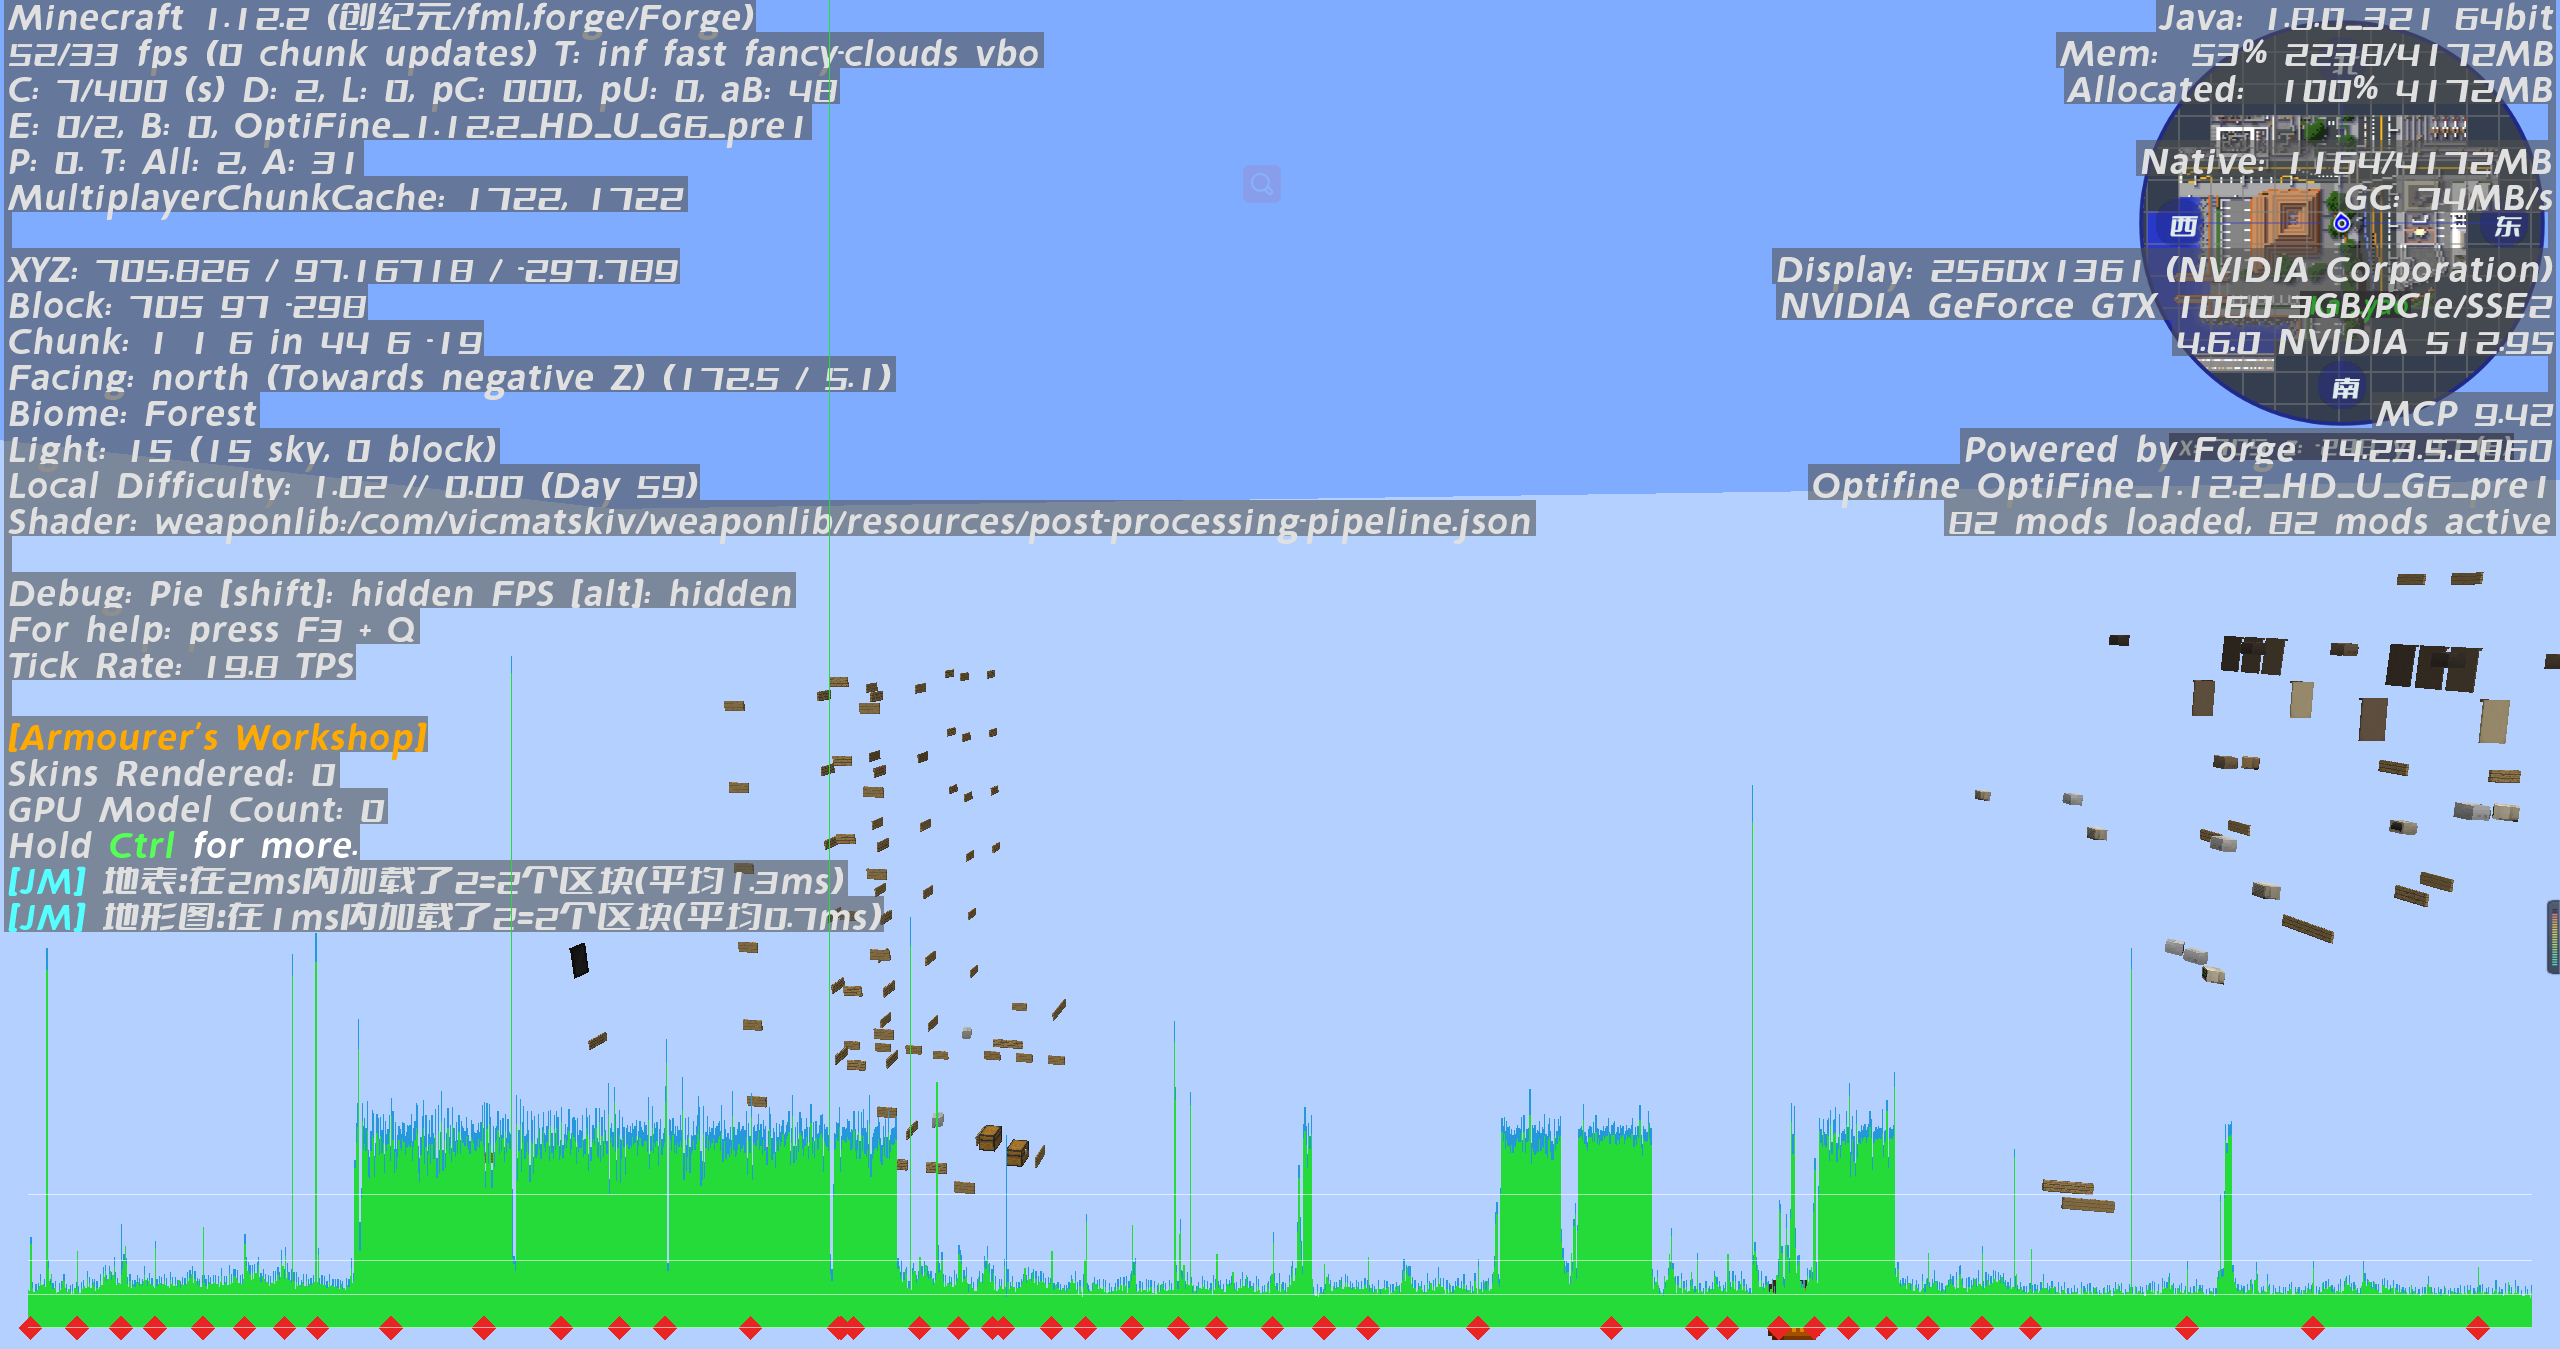 Minecraft 1.12.2 (创纪元/fml,forge/Forge)
52/33 fps (0 chunk updates) T: inf fast fancy-clouds vbo
C: 7/400 (s) D: 2, L: 0, pC: 000, pU: 0, aB: 48
E: 0/2, B: 0, OptiFine_1.12.2_HD_U_G6_pre1
P: 0. T: All: 2, A: 31
MultiplayerChunkCache: 1722, 1722
XYZ: 705.826 / 97.16718 / -297.789
Block: 705 97 -298
Chunk: 1 1 6 in 44 6 -19
Facing: north (Towards negative Z) (172.5 / 5.1)
Biome: Forest
Light: 15 (15 sky, 0 block)
Local Difficulty: 1.02 // 0.00 (Day 59)
Shader: weaponlib:/com/vicmatskiv/weaponlib/resources/post-processing-pipeline.json
Debug: Pie [shift]: hidden FPS [alt]: hidden
For help: press F3 + Q
Tick Rate: 19.8 TPS
[Armourer's Workshop]
Skins Rendered: 0
GPU Model Count: 0
Hold Ctrl for more.
[JM] 地表:在2ms内加载了2=2个区块(平均1.3ms)
[JM] 地形图:在1ms内加载了2=2个区块(平均0.7ms)
Java: 1.8.0_321 64bit
Mem: 53% 2238/4172MB
Allocated: 100% 4172MB
Native: 1164/4172MB
GC: 74MB/s
西
东
Display: 2560x1361 (NVIDIA Corporation)
NVIDIA GeForce GTX 1060 3GB/PCIe/SSE2
4.6.0 NVIDIA 512.95
南
MCP 9.42
Powered by Forge 14.23.5.2860
Optifine OptiFine_1.12.2_HD_U_G6_pre1
82 mods loaded, 82 mods active